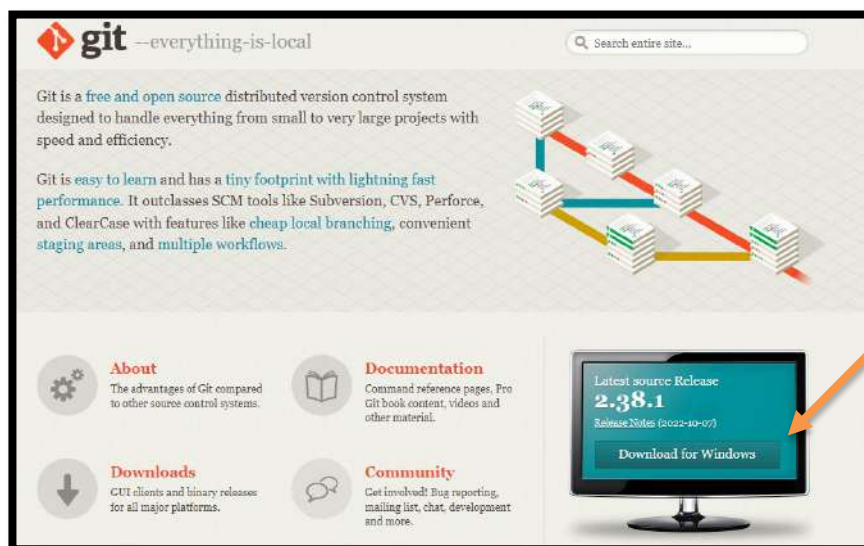 git --everything-is-local
Search entire site...
Git is a free and open source distributed version control system
designed to handle everything from small to very large projects with
speed and efficiency.
Git is easy to learn and has a tiny footprint with lightning fast
performance. It outclasses SCM tools like Subversion, CVS, Perforce,
and ClearCase with features like cheap local branching, convenient
staging areas, and multiple workflows.
About
The advantages of Git compared
to other source control systems.
Documentation
Command reference pages, Pro
Git book content, videos and
other material.
Downloads
GUI clients and binary releases
for all major platforms.
Community
Get involved! Bug reporting,
mailing list, chat, development
and more.
Latest source Release
2.38.1
Release Notes (2022-10-07)
Download for Windows